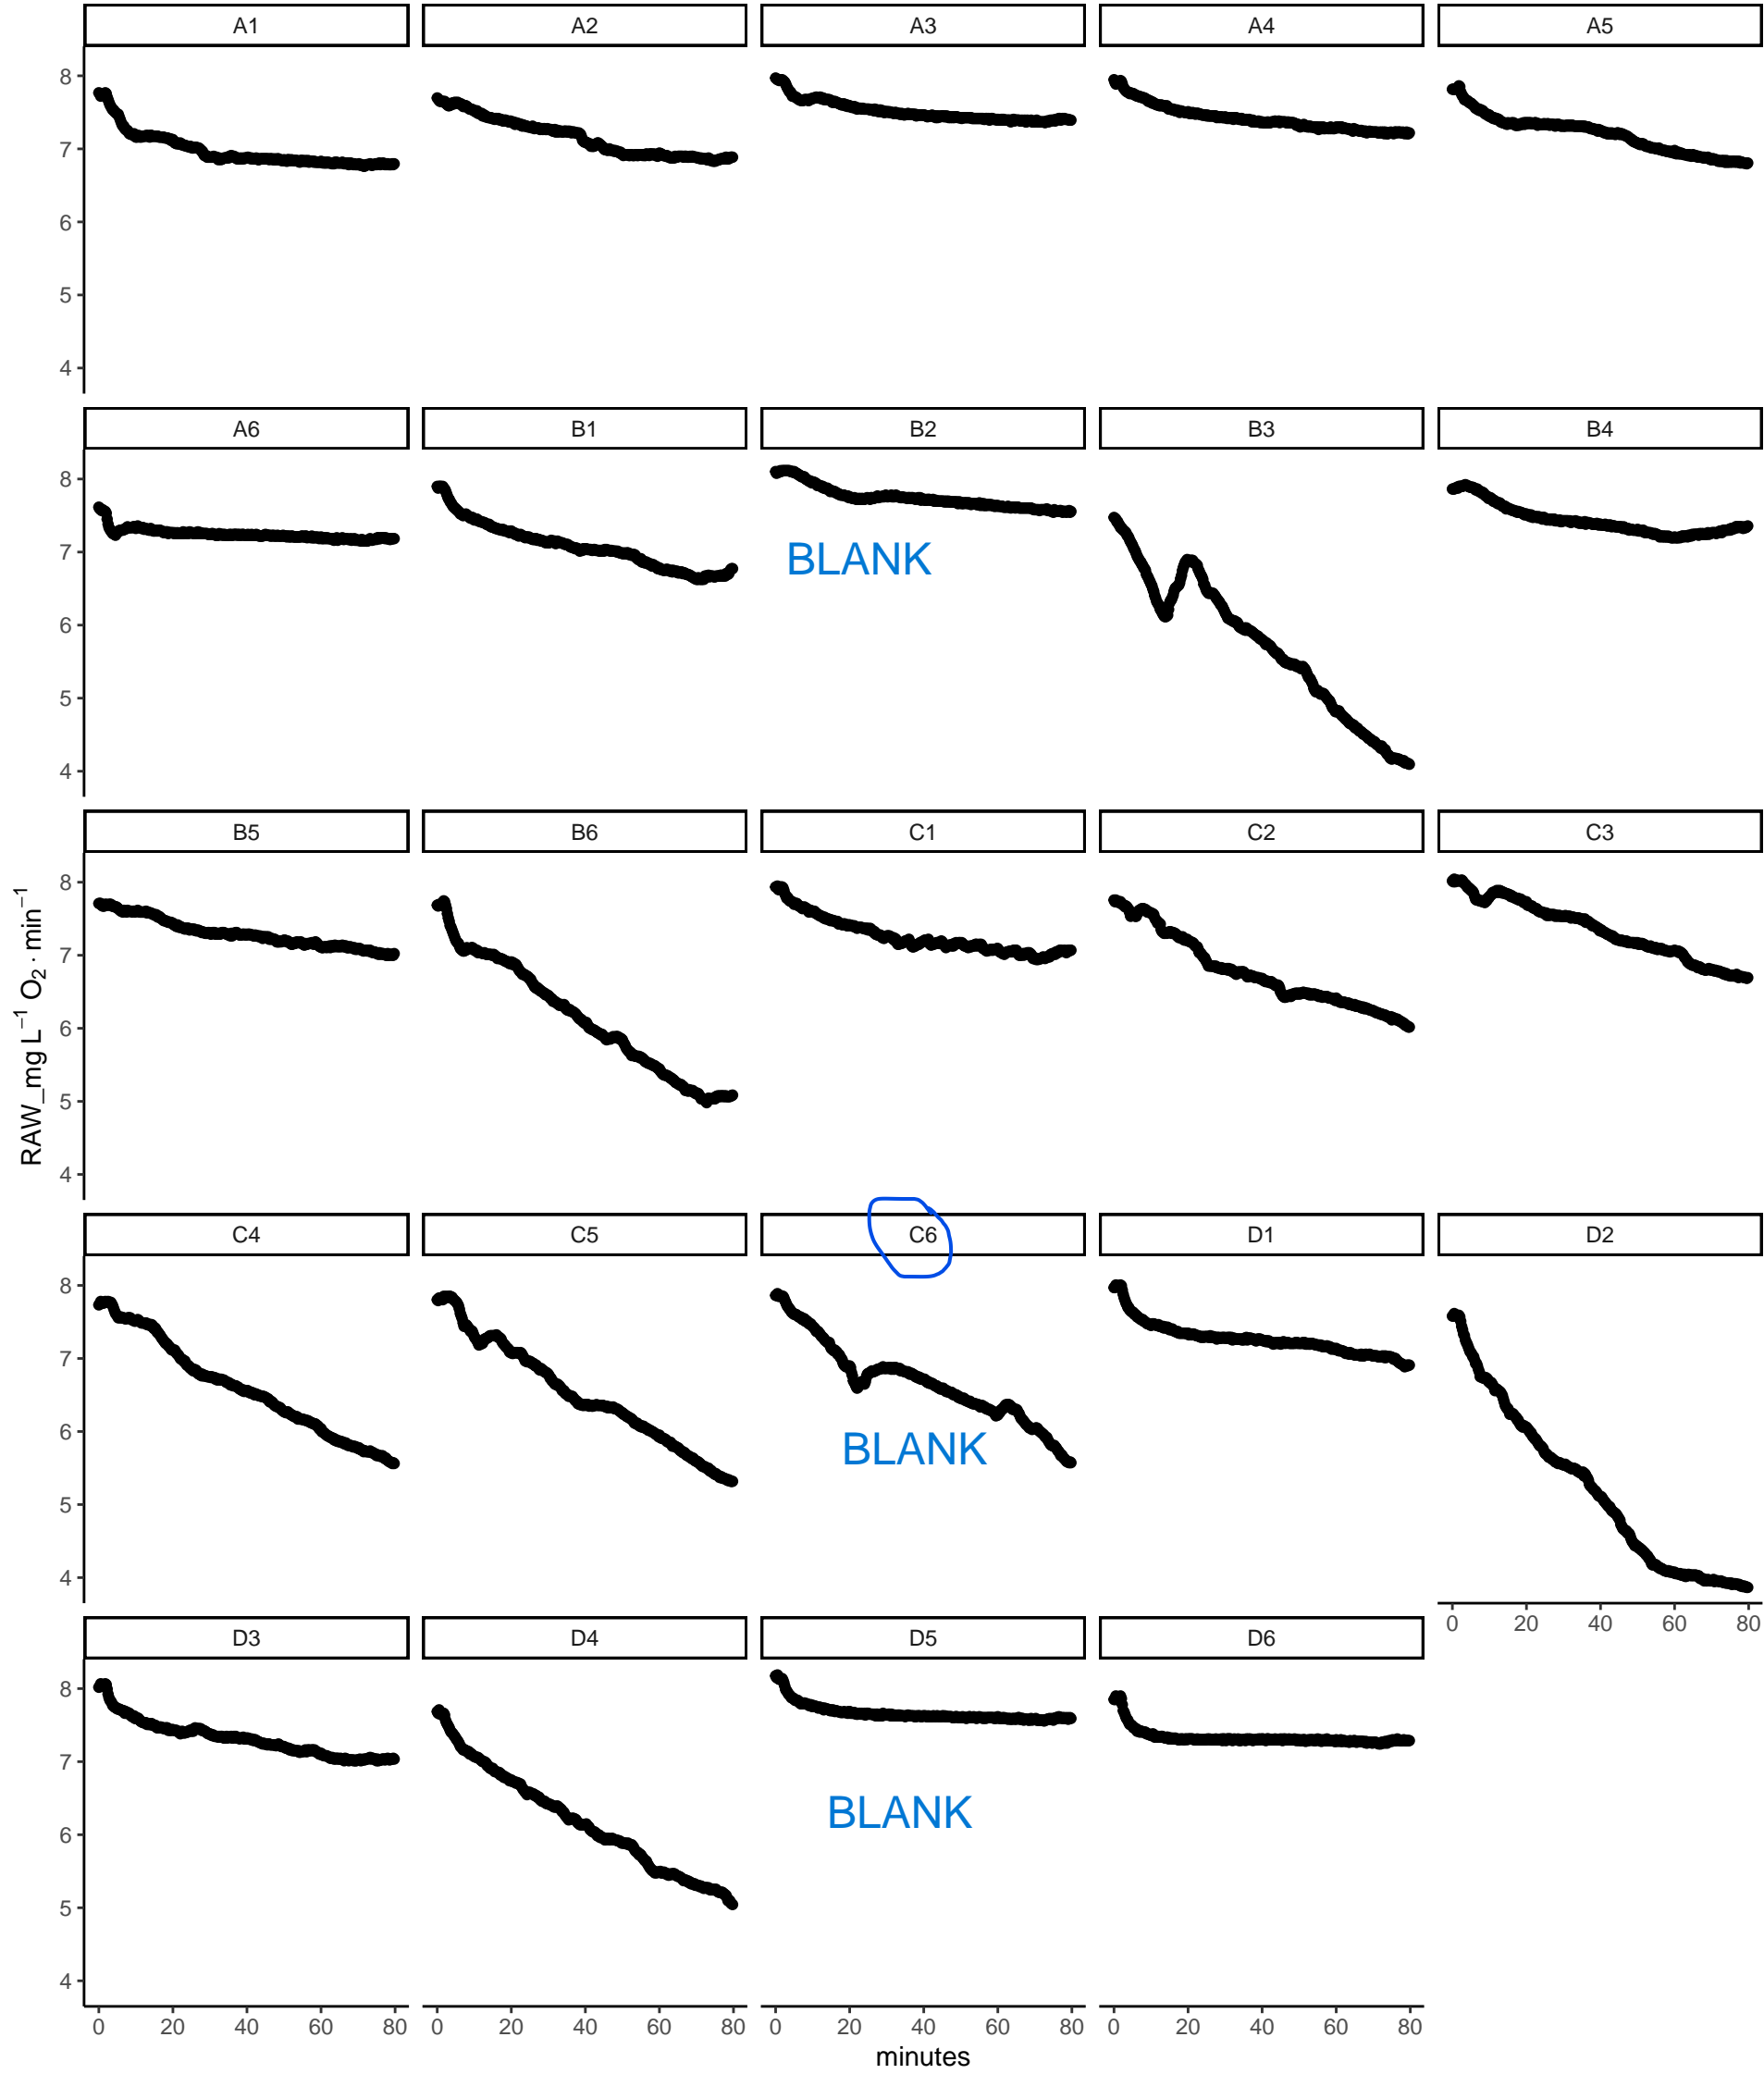 A1 A2 A3 A4 A5
8
7
6
5
4
A6 B1 B2 B3 B4
8
7
BLANK
6
5
4
B5 B6 C1 C2 C3
8
7
6
5
4
RAW_mg L⁻¹ O₂ · min⁻¹
C4 C5 C6 D1 D2
8
7
6
BLANK
5
4
0 20 40 60 80
D3 D4 D5 D6
8
7
6
BLANK
5
4
0 20 40 60 80 0 20 40 60 80 0 20 40 60 80 0 20 40 60 80
minutes